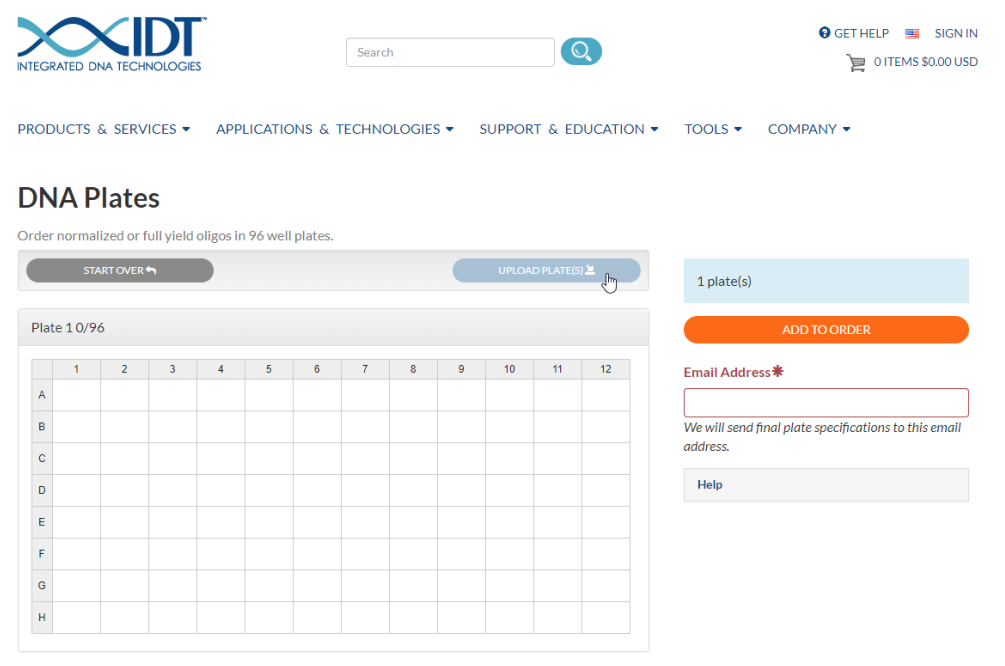 IDT™
INTEGRATED DNA TECHNOLOGIES
Search
GET HELP
SIGN IN
0 ITEMS $0.00 USD
PRODUCTS & SERVICES
APPLICATIONS & TECHNOLOGIES
SUPPORT & EDUCATION
TOOLS
COMPANY
DNA Plates
Order normalized or full yield oligos in 96 well plates.
START OVER
UPLOAD PLATE(S)
Plate 1 0/96
1 2 3 4 5 6 7 8 9 10 11 12
A
B
C
D
E
F
G
H
1 plate(s)
ADD TO ORDER
Email Address*
We will send final plate specifications to this email
address.
Help